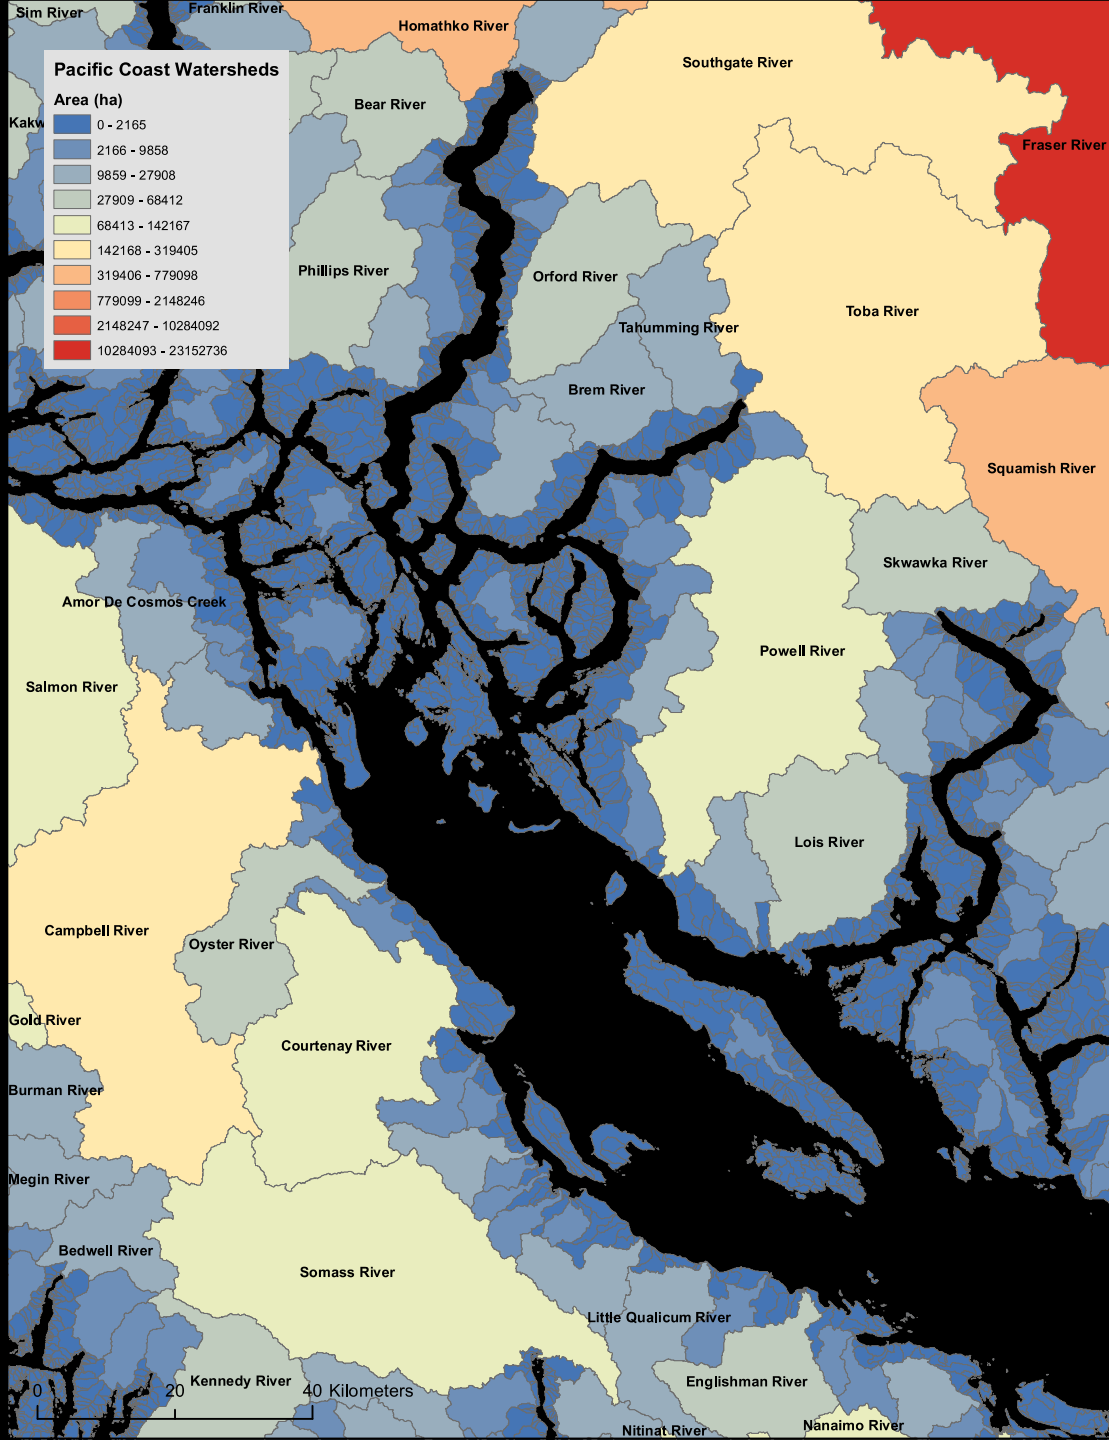 Sim River
Franklin River
Homathko River
Southgate River
Pacific Coast Watersheds
Area (ha)
0 - 2165
2166 - 9858
9859 - 27908
27909 - 68412
68413 - 142167
142168 - 319405
319406 - 779098
779099 - 2148246
2148247 - 10284092
10284093 - 23152736
Bear River
Kakw
Fraser River
Phillips River
Orford River
Toba River
Tahumming River
Brem River
Squamish River
Skwawka River
Amor De Cosmos Creek
Powell River
Salmon River
Lois River
Campbell River
Oyster River
Gold River
Courtenay River
Burman River
Megin River
Bedwell River
Somass River
Little Qualicum River
Kennedy River
Englishman River
0 20 40 Kilometers
Nanaimo River
Nitinat River